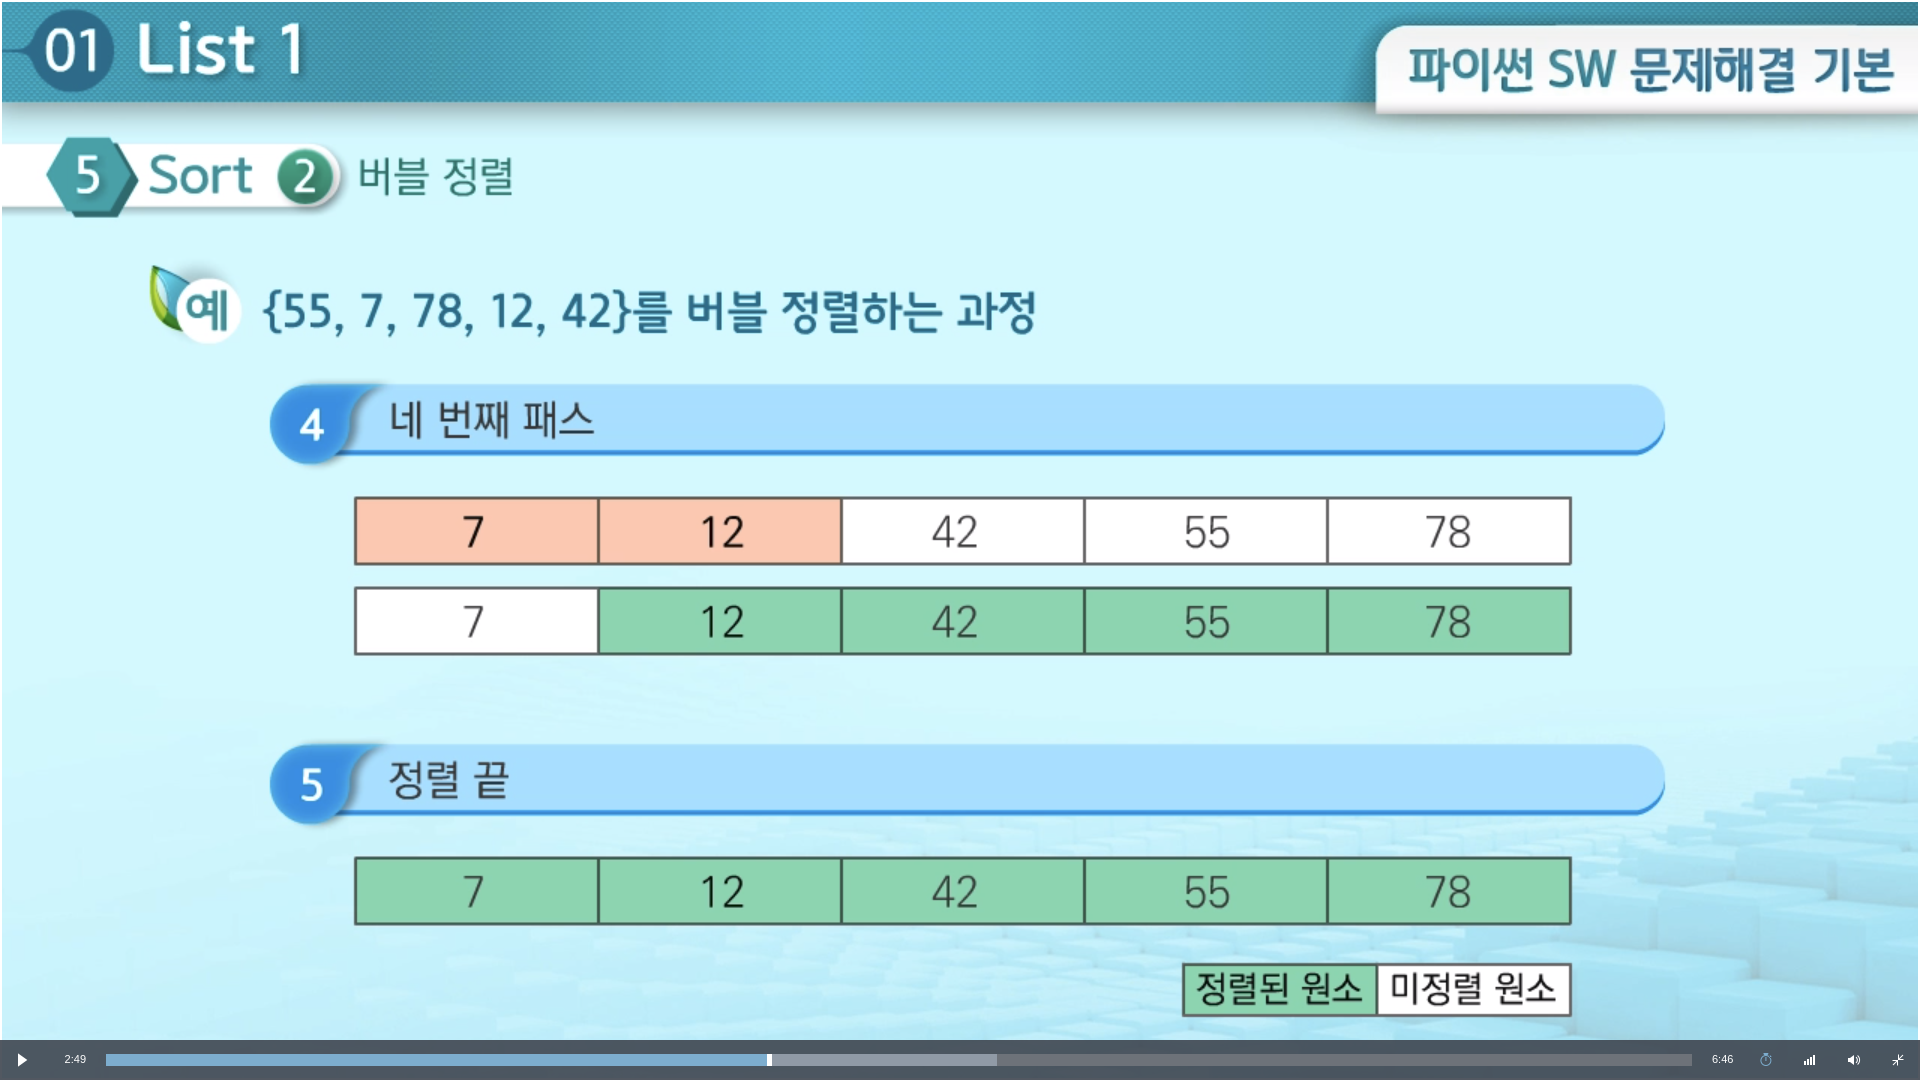 01 List 1
파이썬 SW 문제해결 기본
5 Sort 2 버블 정렬
예 {55, 7, 78, 12, 42}를 버블 정렬하는 과정
4 네 번째 패스
7 12 42 55 78
7 12 42 55 78
5 정렬 끝
7 12 42 55 78
정렬된 원소 미정렬 원소
2:49 6:46